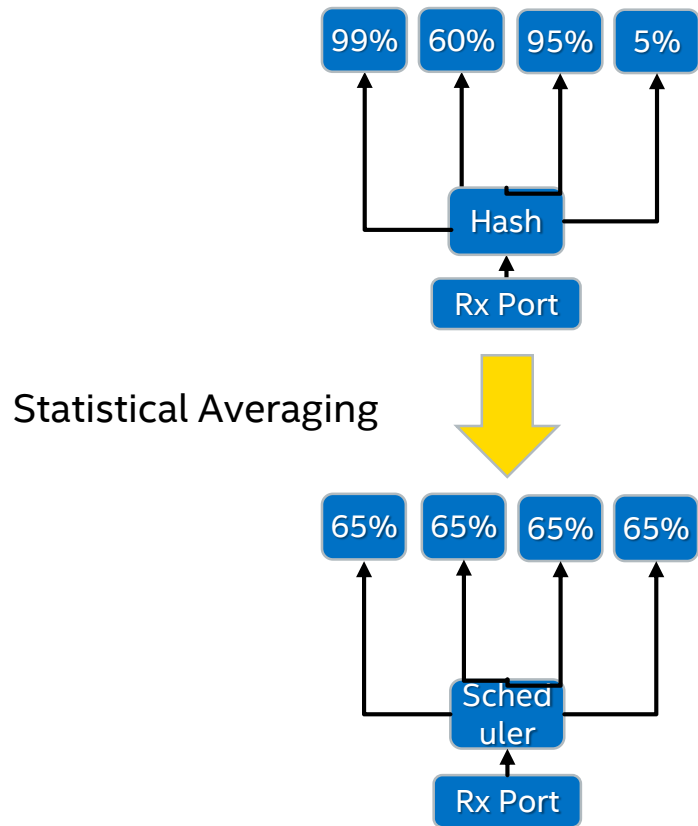 99% 60% 95% 5%
Hash
Rx Port
Statistical Averaging
65% 65% 65% 65%
Sched
uler
Rx Port